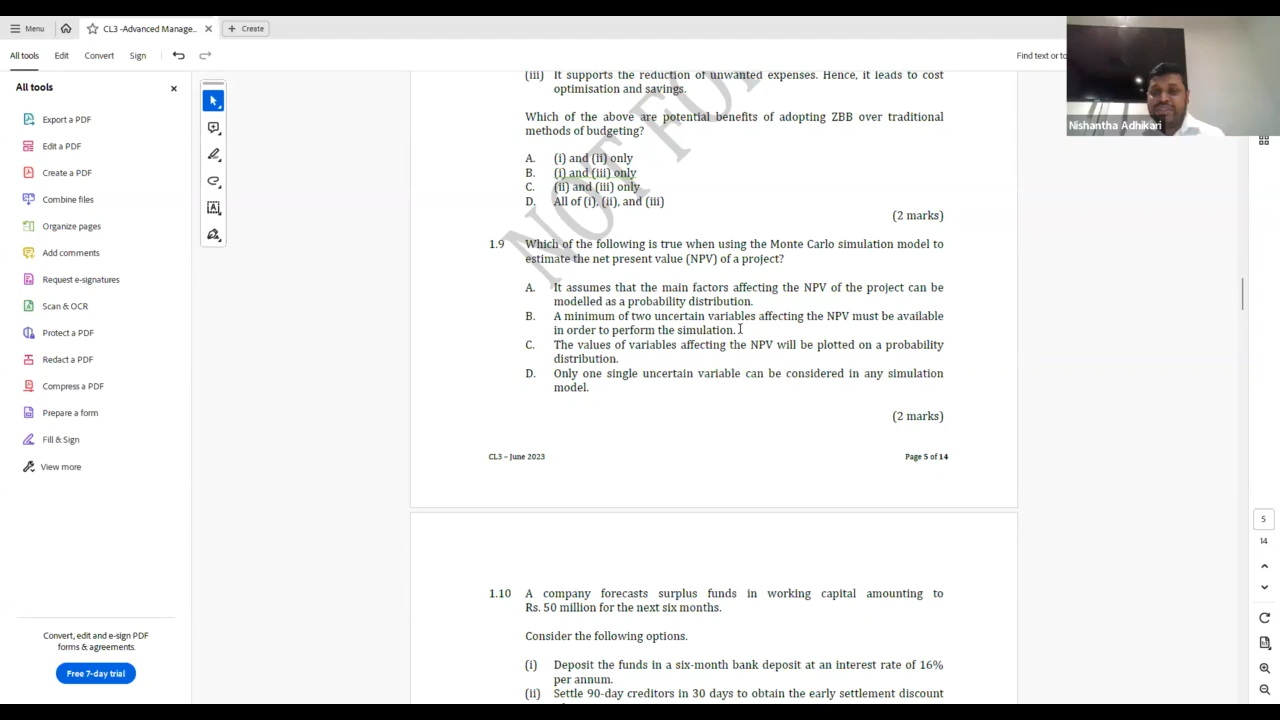 Menu
CL3 -Advanced Manage...
Create
All tools
Edit
Convert
Sign
Find text or to
All tools
Export a PDF
Edit a PDF
Create a PDF
Combine files
Organize pages
Add comments
Request e-signatures
Scan & OCR
Protect a PDF
Redact a PDF
Compress a PDF
Prepare a form
Fill & Sign
View more
Convert, edit and e-sign PDF
forms & agreements.
Free 7-day trial
(iii) It supports the reduction of unwanted expenses. Hence, it leads to cost
optimisation and savings.
Which of the above are potential benefits of adopting ZBB over traditional
methods of budgeting?
A. (i) and (ii) only
B. (i) and (iii) only
C. (ii) and (iii) only
D. All of (i), (ii), and (iii)
(2 marks)
1.9 Which of the following is true when using the Monte Carlo simulation model to
estimate the net present value (NPV) of a project?
A. It assumes that the main factors affecting the NPV of the project can be
modelled as a probability distribution.
B. A minimum of two uncertain variables affecting the NPV must be available
in order to perform the simulation.
C. The values of variables affecting the NPV will be plotted on a probability
distribution.
D. Only one single uncertain variable can be considered in any simulation
model.
(2 marks)
CL3 – June 2023 Page 5 of 14
NOT FO
1.10 A company forecasts surplus funds in working capital amounting to
Rs. 50 million for the next six months.
Consider the following options.
(i) Deposit the funds in a six-month bank deposit at an interest rate of 16%
per annum.
(ii) Settle 90-day creditors in 30 days to obtain the early settlement discount
Nishantha Adhikari
5
14